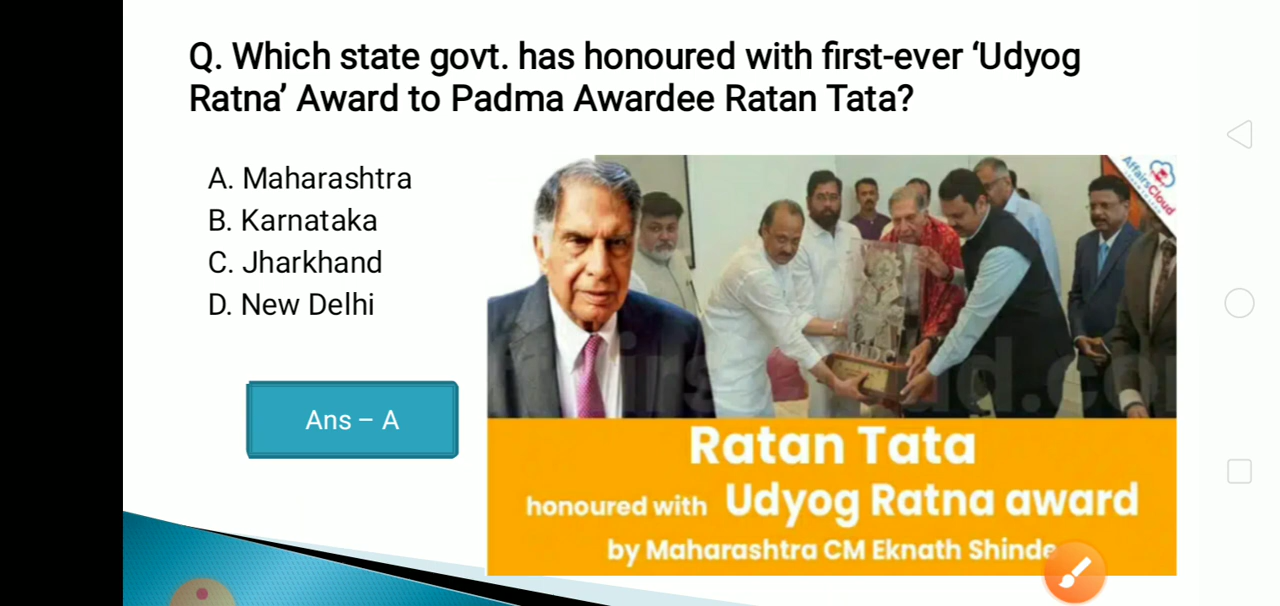 Q. Which state govt. has honoured with first-ever ‘Udyog
Ratna’ Award to Padma Awardee Ratan Tata?
A. Maharashtra
B. Karnataka
C. Jharkhand
D. New Delhi
Ans – A
AffairsCloud
Ratan Tata
honoured with Udyog Ratna award
by Maharashtra CM Eknath Shinde